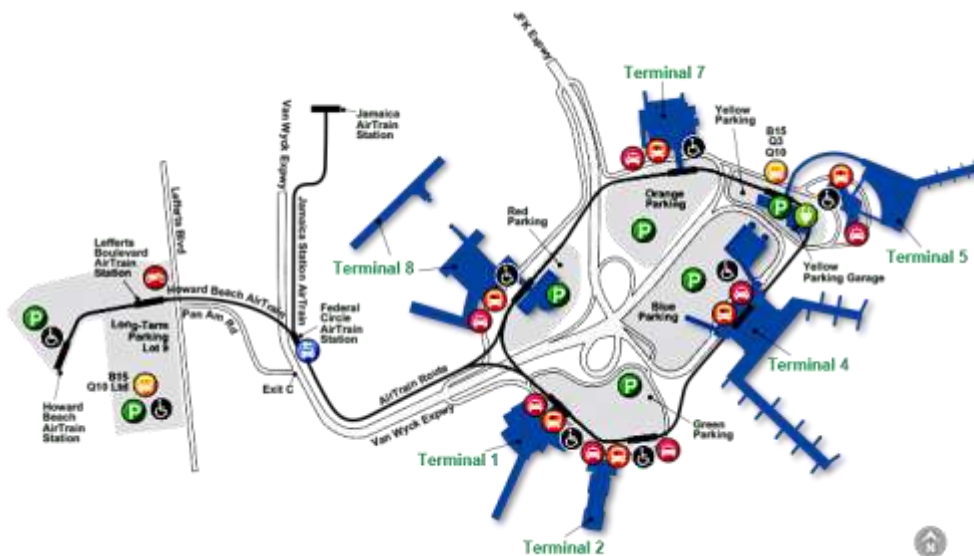 JFK Expwy
Terminal 7
Yellow
Parking
B15
Q3
Q10
Jamaica
AirTrain
Station
Van Wyck Expwy
Jamaica Station AirTrain
Lefferts Blvd
Orange
Parking
Red
Parking
Terminal 8
Terminal 5
Lefferts
Boulevard
AirTrain
Station
Howard Beach AirTrain
Yellow
Parking Garage
Blue
Parking
Federal
Circle
AirTrain
Station
Pan Am Rd
Long-Term
Parking
Lot 9
P
B15
Q10 Ltd
Exit C
AirTrain Route
Van Wyck Expwy
Terminal 4
Howard
Beach
AirTrain
Station
Green
Parking
Terminal 1
Terminal 2
N